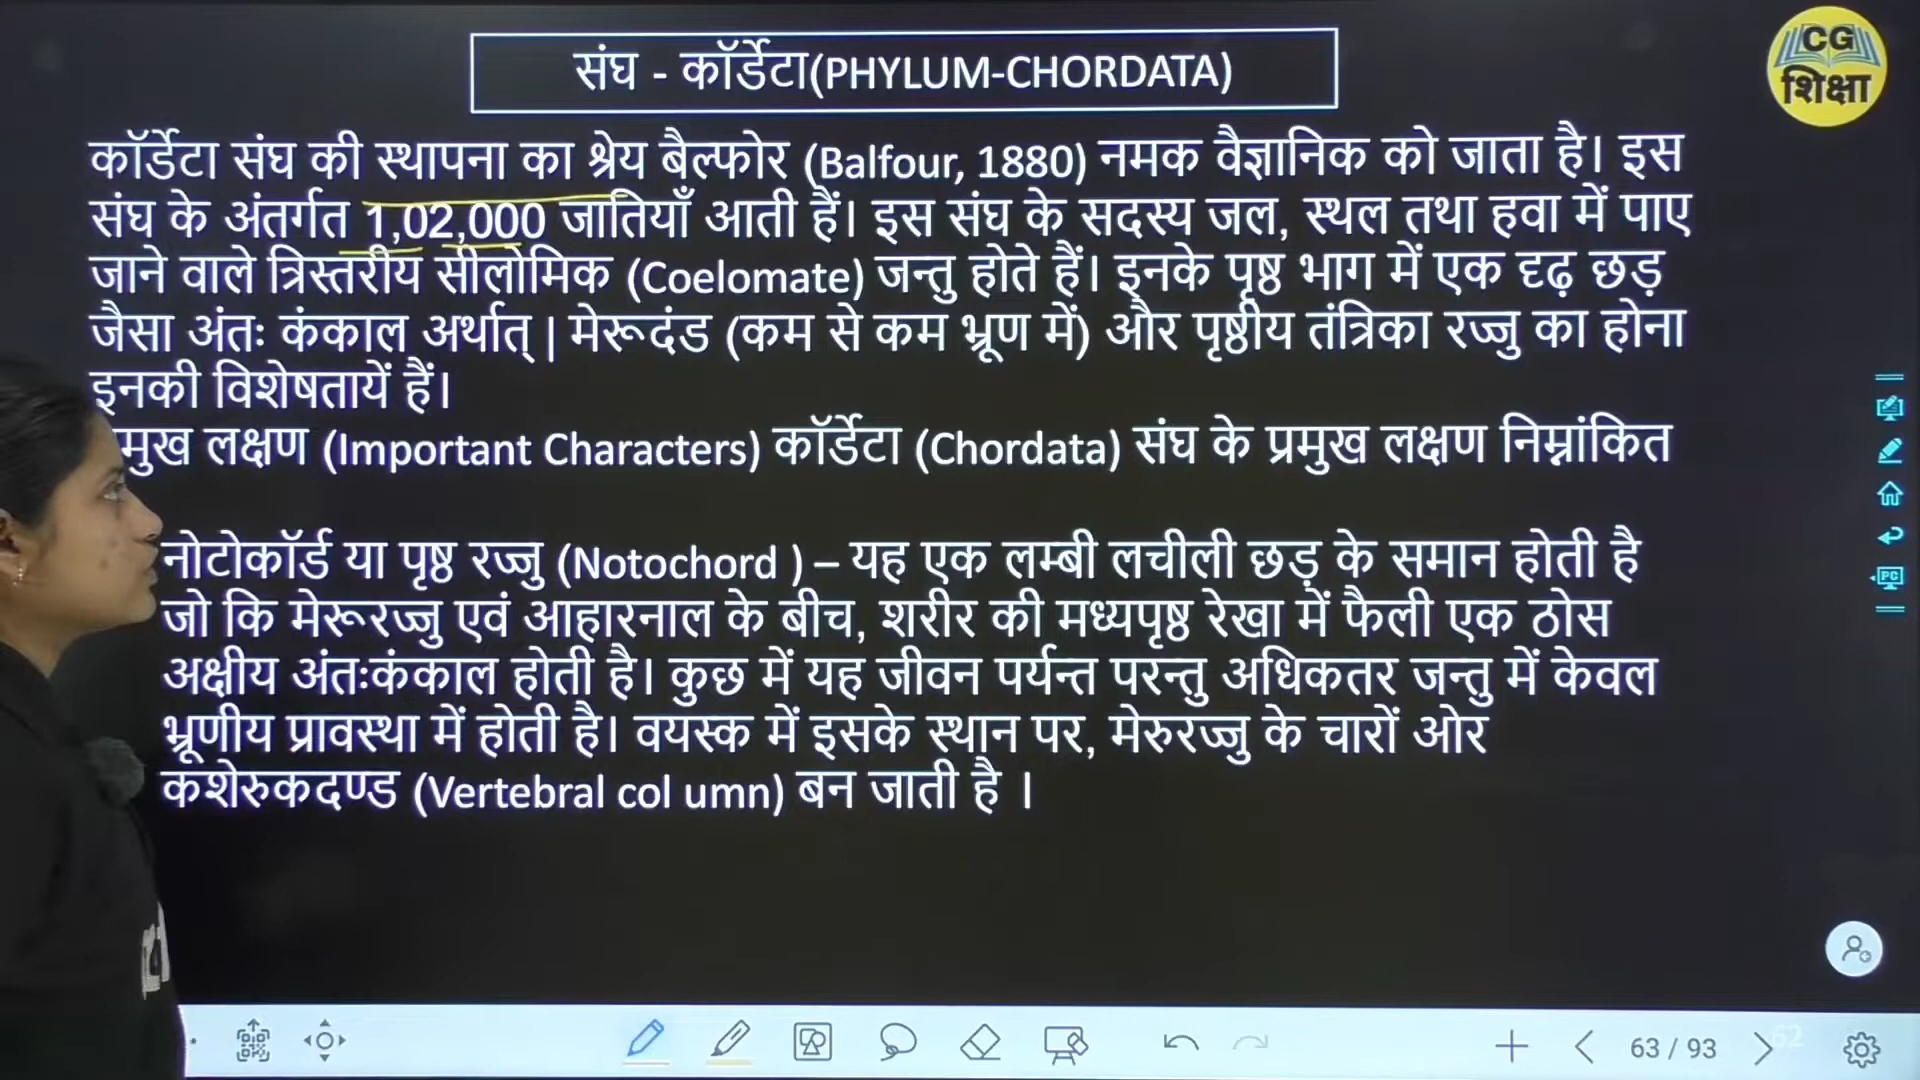 संघ - कॉर्डेटा(PHYLUM-CHORDATA)
CG
शिक्षा
कॉर्डेटा संघ की स्थापना का श्रेय बैल्फोर (Balfour, 1880) नमक वैज्ञानिक को जाता है। इस
संघ के अंतर्गत 1,02,000 जातियाँ आती हैं। इस संघ के सदस्य जल, स्थल तथा हवा में पाए
जाने वाले त्रिस्तरीय सीलोमिक (Coelomate) जन्तु होते हैं। इनके पृष्ठ भाग में एक दृढ़ छड़
जैसा अंतः कंकाल अर्थात् | मेरूदंड (कम से कम भ्रूण में) और पृष्ठीय तंत्रिका रज्जु का होना
इनकी विशेषतायें हैं।
मुख लक्षण (Important Characters) कॉर्डेटा (Chordata) संघ के प्रमुख लक्षण निम्नांकित
नोटोकॉर्ड या पृष्ठ रज्जु (Notochord ) – यह एक लम्बी लचीली छड़ के समान होती है
जो कि मेरूरज्जु एवं आहारनाल के बीच, शरीर की मध्यपृष्ठ रेखा में फैली एक ठोस
अक्षीय अंतःकंकाल होती है। कुछ में यह जीवन पर्यन्त परन्तु अधिकतर जन्तु में केवल
भ्रूणीय प्रावस्था में होती है। वयस्क में इसके स्थान पर, मेरुरज्जु के चारों ओर
कशेरुकदण्ड (Vertebral col umn) बन जाती है ।
PC
63 / 93
62